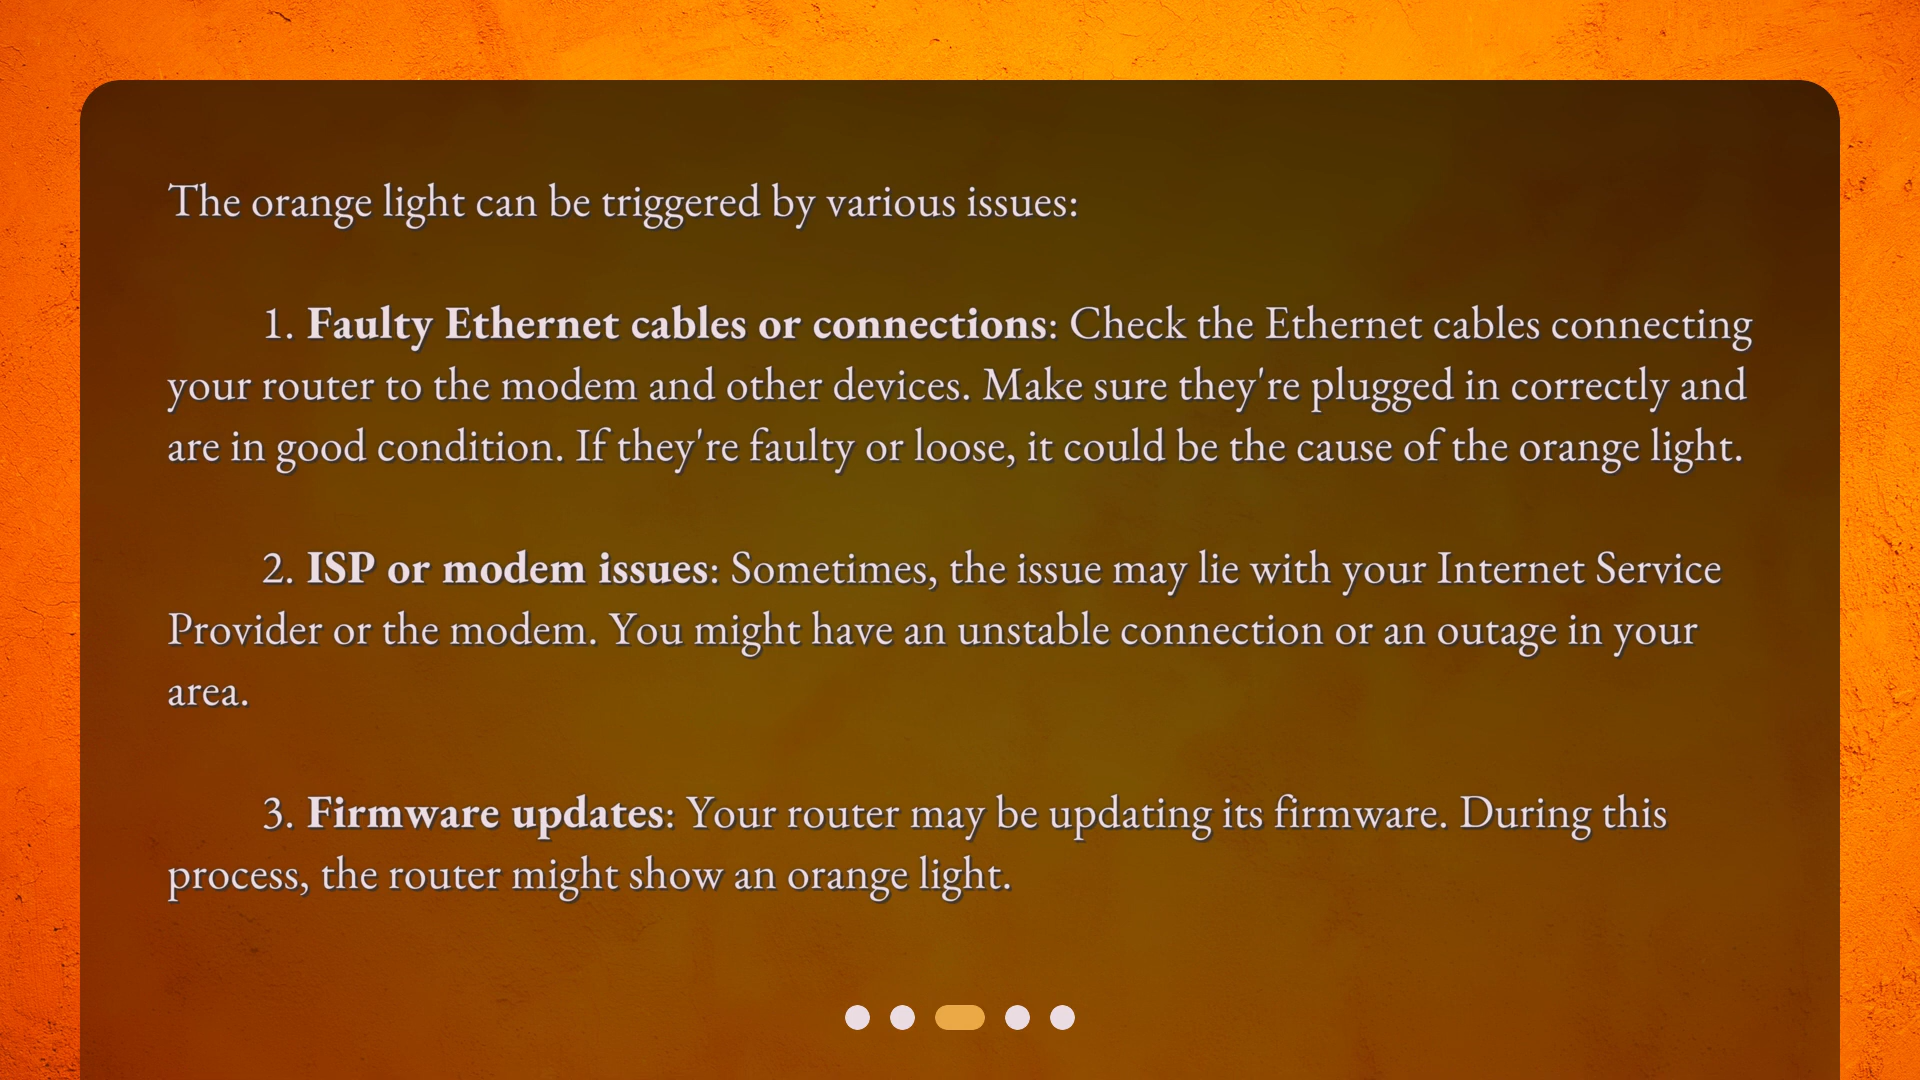 The orange light can be triggered by various issues:
1. Faulty Ethernet cables or connections: Check the Ethernet cables connecting
your router to the modem and other devices. Make sure they're plugged in correctly and
are in good condition. If they're faulty or loose, it could be the cause of the orange light.
2. ISP or modem issues: Sometimes, the issue may lie with your Internet Service
Provider or the modem. You might have an unstable connection or an outage in your
area.
3. Firmware updates: Your router may be updating its firmware. During this
process, the router might show an orange light.